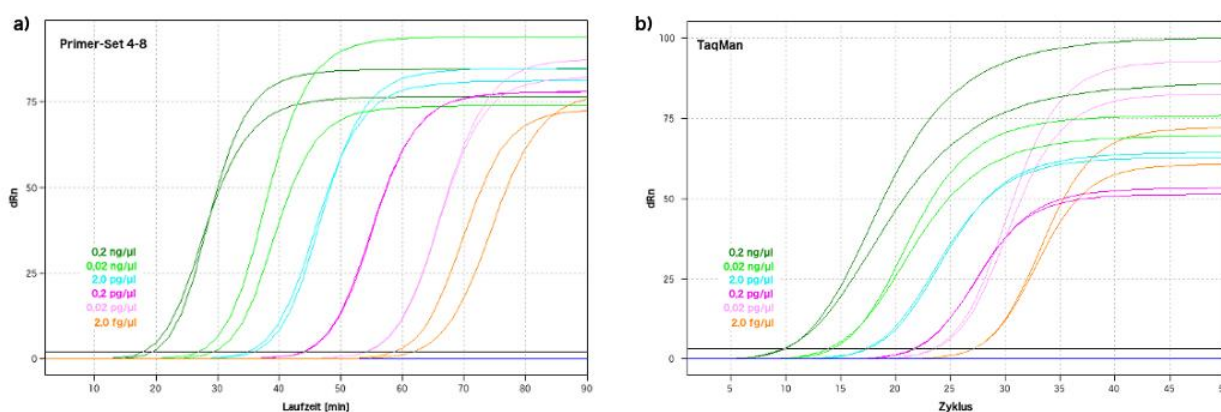 a)
Primer-Set 4-8
75
50
25
0
dRn
0,2 ng/µl
0,02 ng/µl
2,0 pg/µl
0,2 pg/µl
0,02 pg/µl
2,0 fg/µl
10 20 30 40 50 60 70 80 90
Laufzeit [min]
b)
TaqMan
100
75
50
25
0
dRn
0,2 ng/µl
0,02 ng/µl
2,0 pg/µl
0,2 pg/µl
0,02 pg/µl
2,0 fg/µl
5 10 15 20 25 30 35 40 45 50
Zyklus